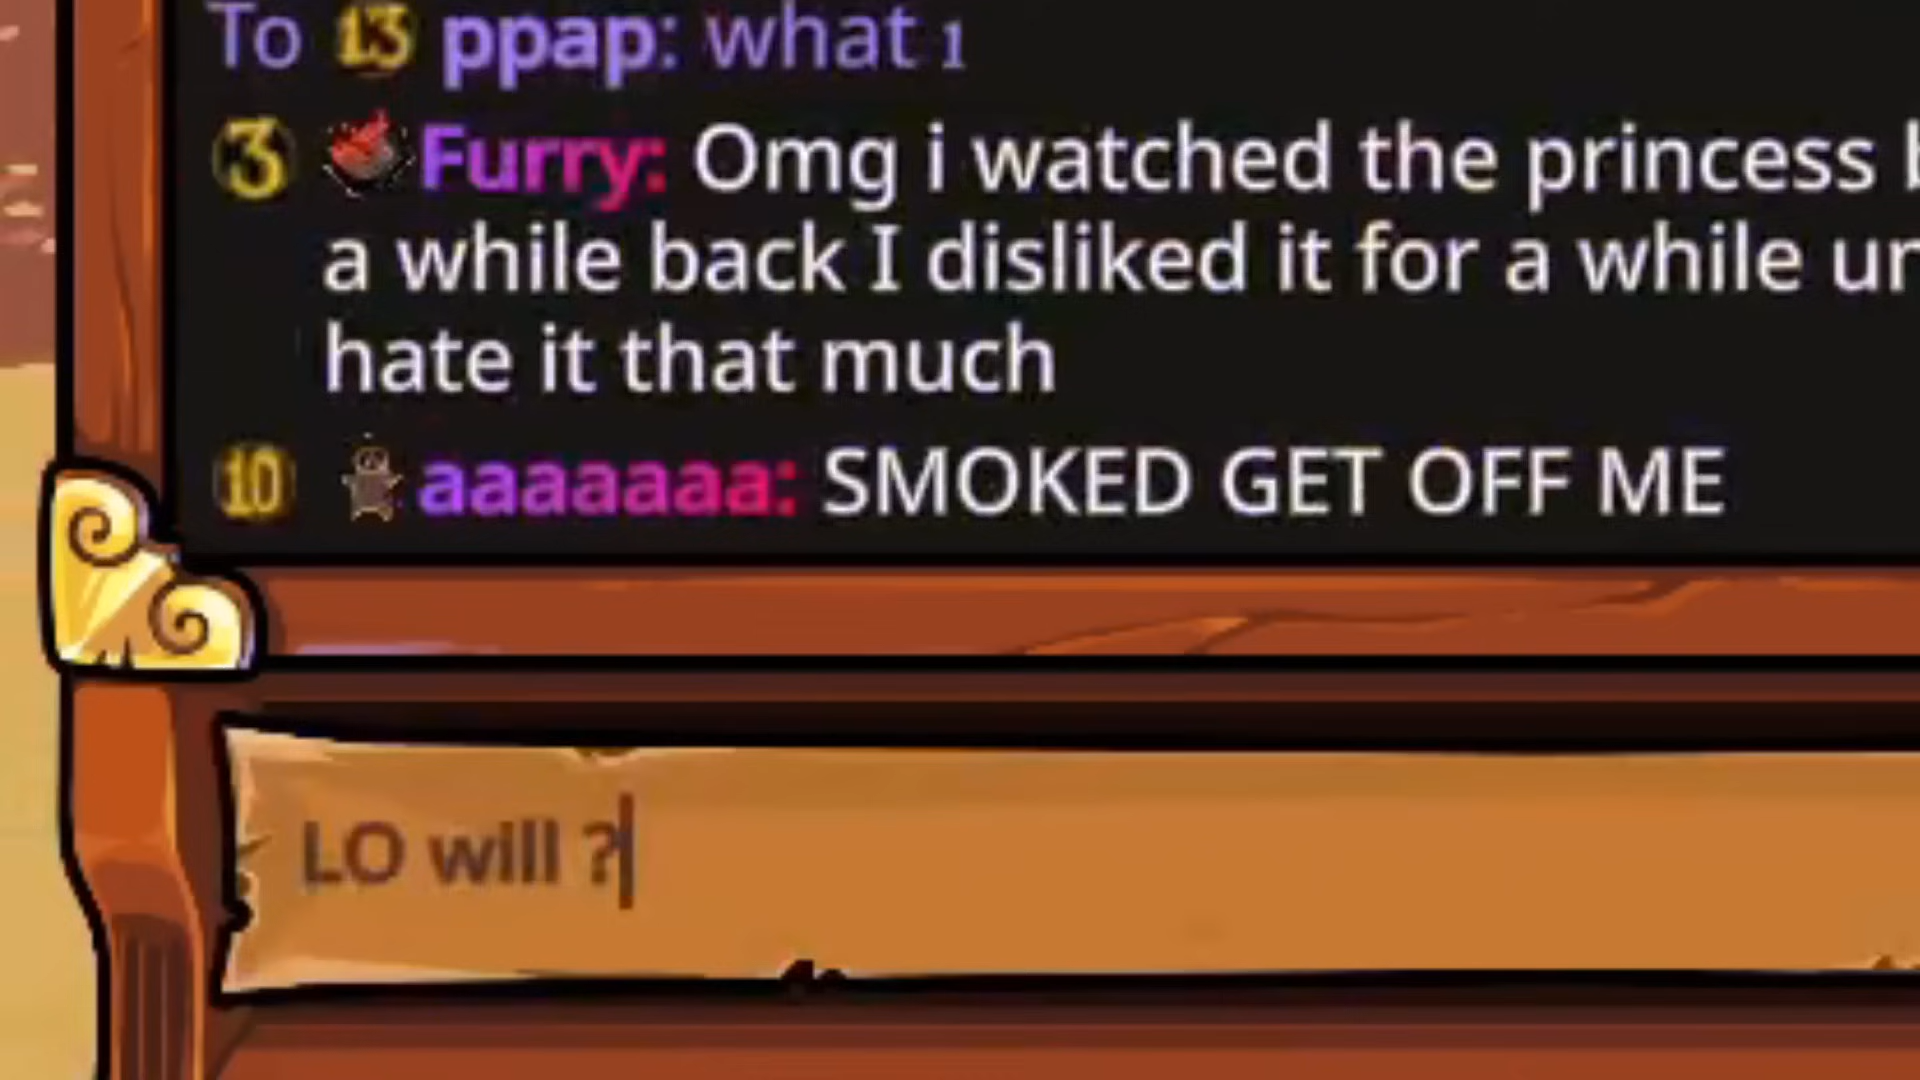 To 13 ppap: what 1
3 Furry: Omg i watched the princess
a while back I disliked it for a while
hate it that much
10 aaaaaaa: SMOKED GET OFF ME
LO will ?